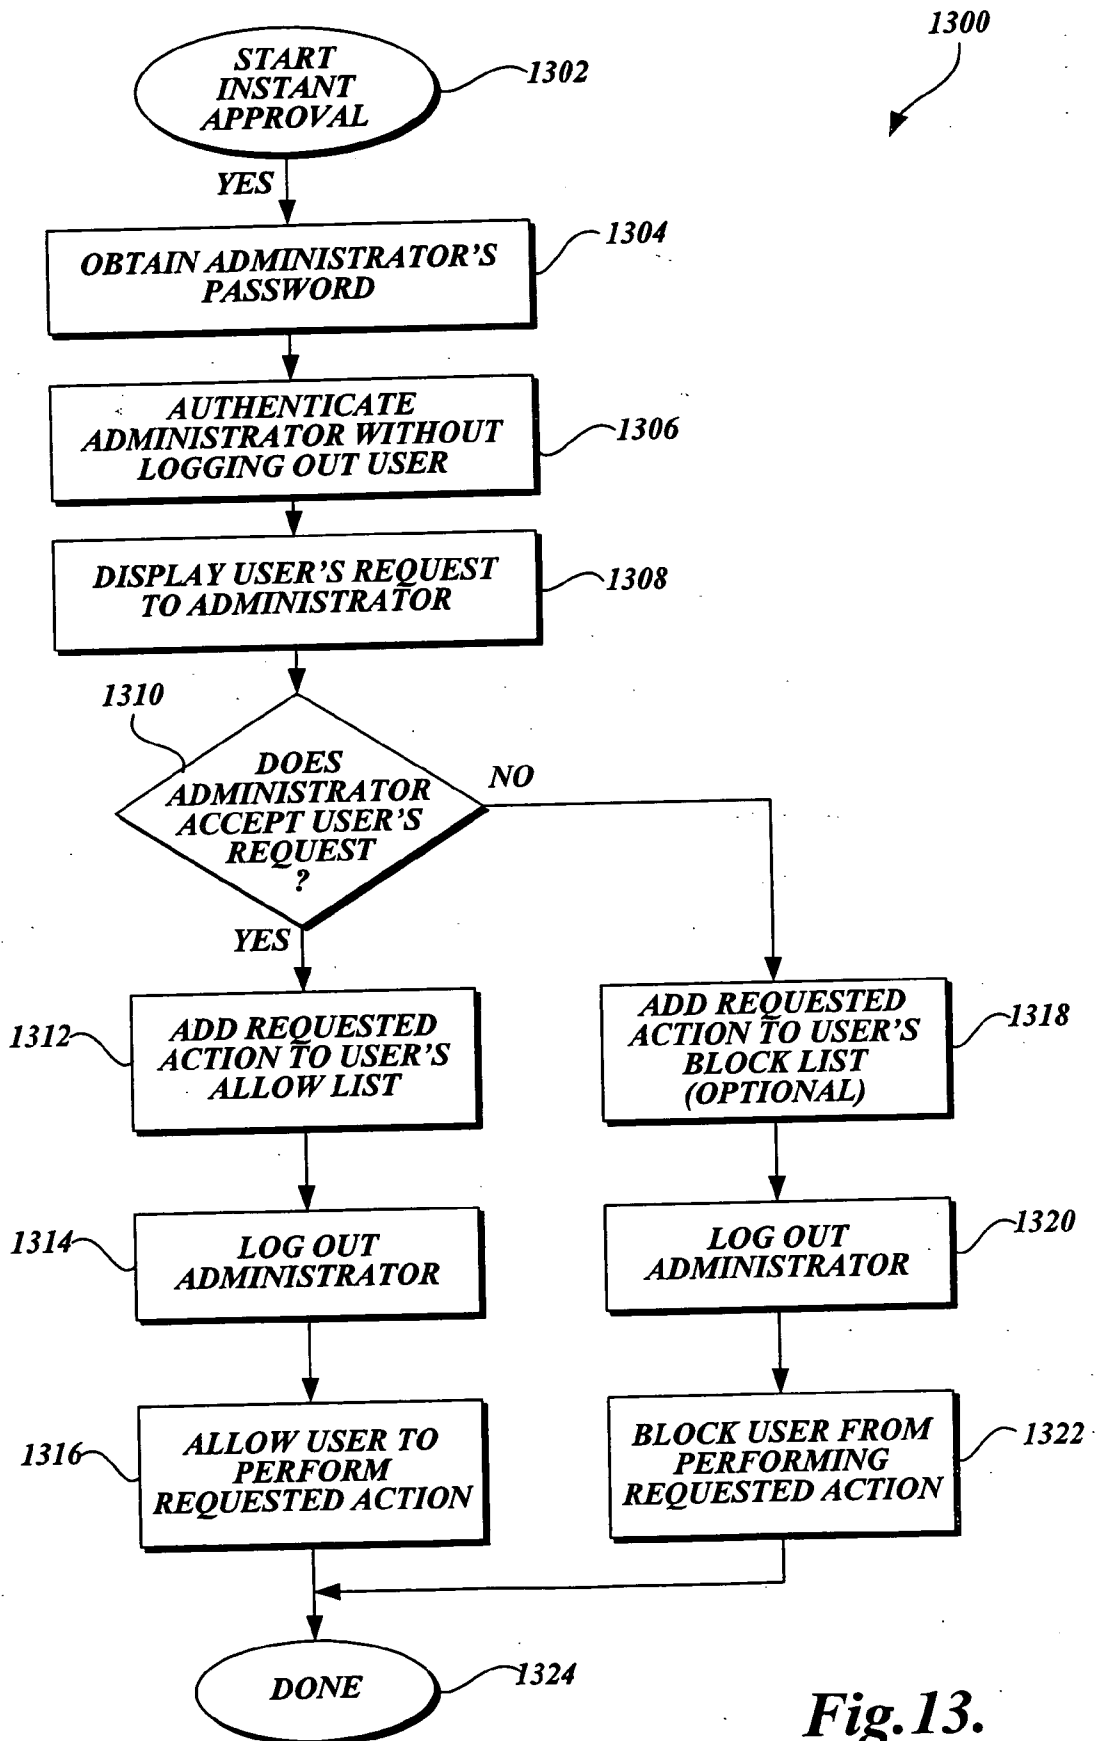 1300
START
INSTANT
APPROVAL
1302
YES
OBTAIN ADMINISTRATOR'S
PASSWORD
1304
AUTHENTICATE
ADMINISTRATOR WITHOUT
LOGGING OUT USER
1306
DISPLAY USER'S REQUEST
TO ADMINISTRATOR
1308
1310
DOES
ADMINISTRATOR
ACCEPT USER'S
REQUEST
?
NO
YES
1312
ADD REQUESTED
ACTION TO USER'S
ALLOW LIST
ADD REQUESTED
ACTION TO USER'S
BLOCK LIST
(OPTIONAL)
1318
1314
LOG OUT
ADMINISTRATOR
LOG OUT
ADMINISTRATOR
1320
1316
ALLOW USER TO
PERFORM
REQUESTED ACTION
BLOCK USER FROM
PERFORMING
REQUESTED ACTION
1322
DONE
1324
Fig.13.